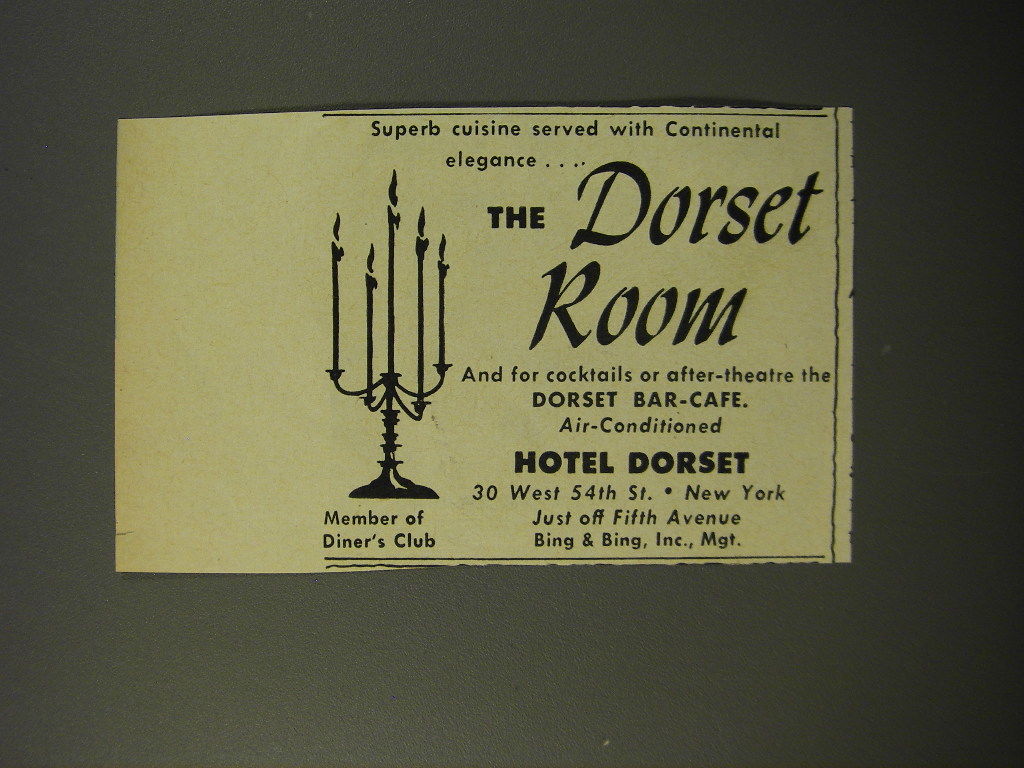 Superb cuisine served with Continental
elegance . . . .
THE Dorset
Room
And for cocktails or after-theatre the
DORSET BAR-CAFE.
Air-Conditioned
HOTEL DORSET
30 West 54th St. • New York
Just off Fifth Avenue
Bing & Bing, Inc., Mgt.
Member of
Diner's Club